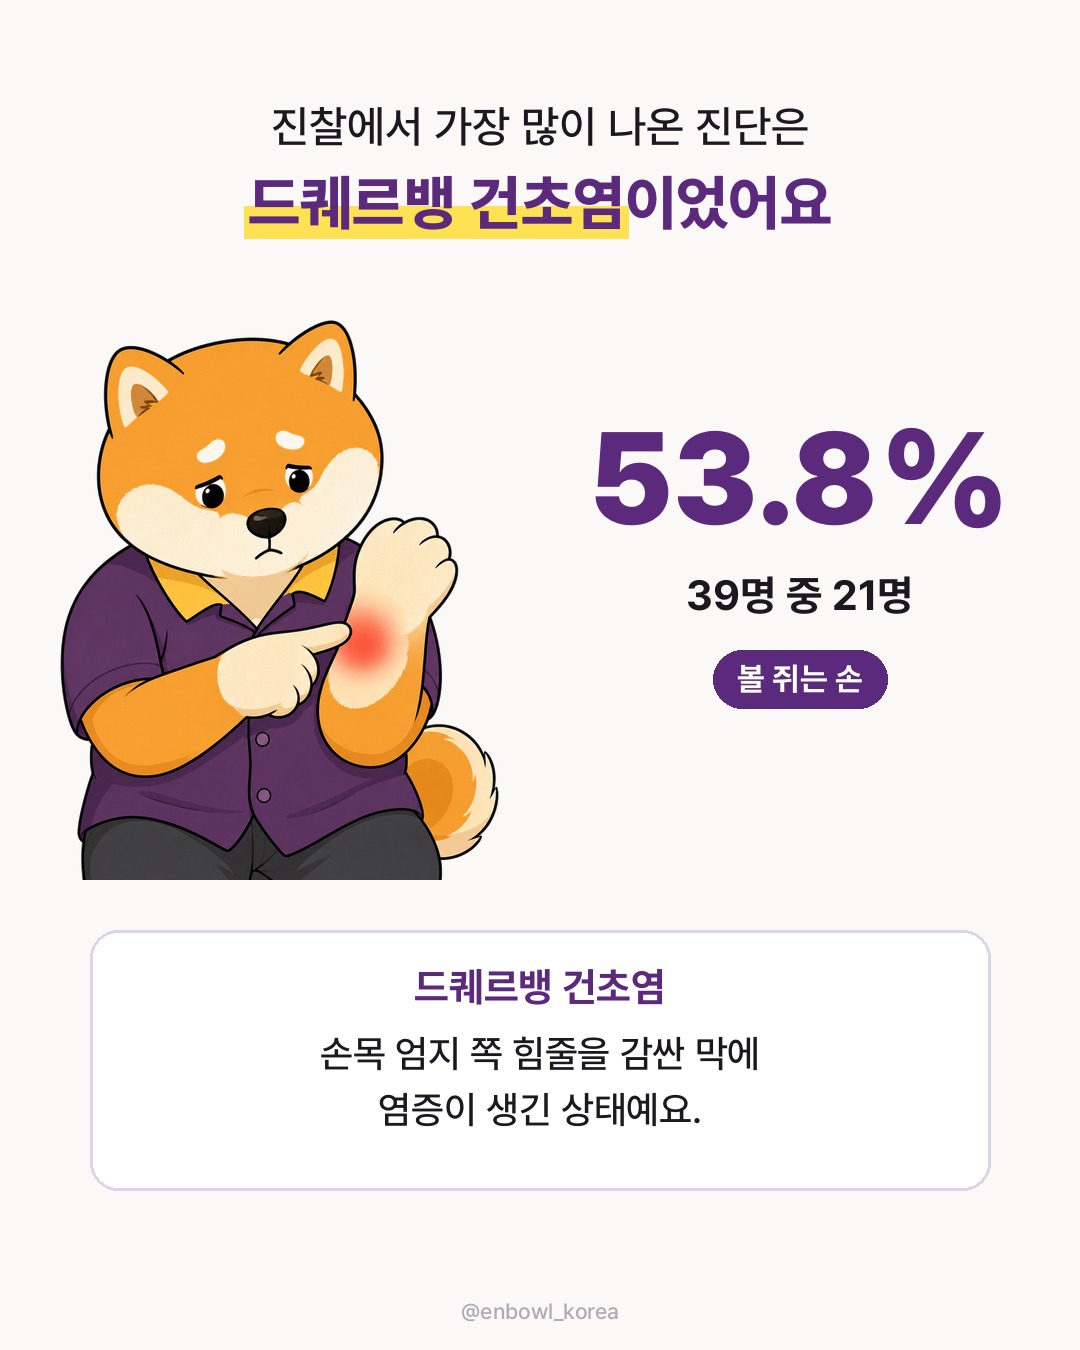 진찰에서 가장 많이 나온 진단은
드퀘르뱅 건초염이었어요
53.8%
39명 중 21명
볼 쥐는 손
드퀘르뱅 건초염
손목 엄지 쪽 힘줄을 감싼 막에
염증이 생긴 상태예요.
@enbowl_korea